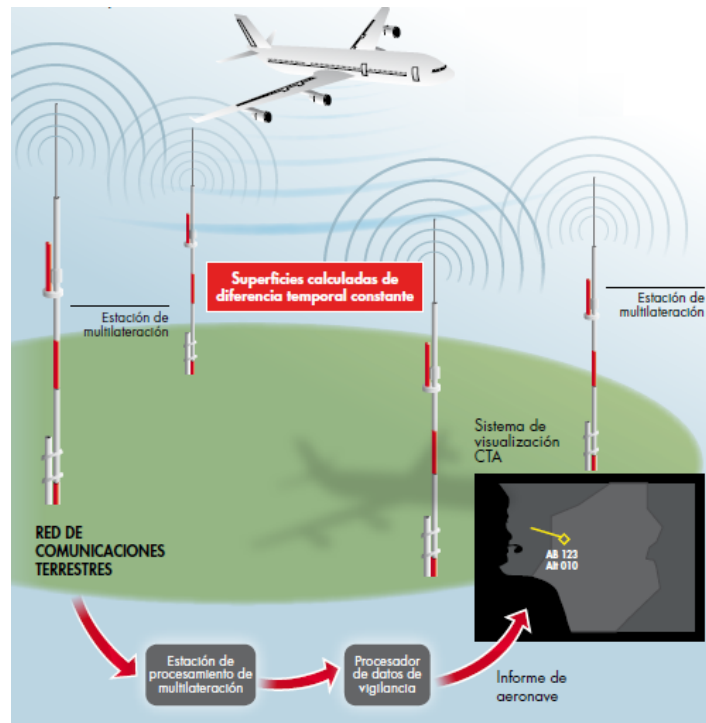 Superficies calculadas de
diferencia temporal constante
Estación de
multilateración
Estación de
multilateración
Sistema de
visualización
CTA
AB 123
Alt 010
RED DE
COMUNICACIONES
TERRESTRES
Estación de
procesamiento de
multilateración
Procesador
de datos de
vigilancia
Informe de
aeronave